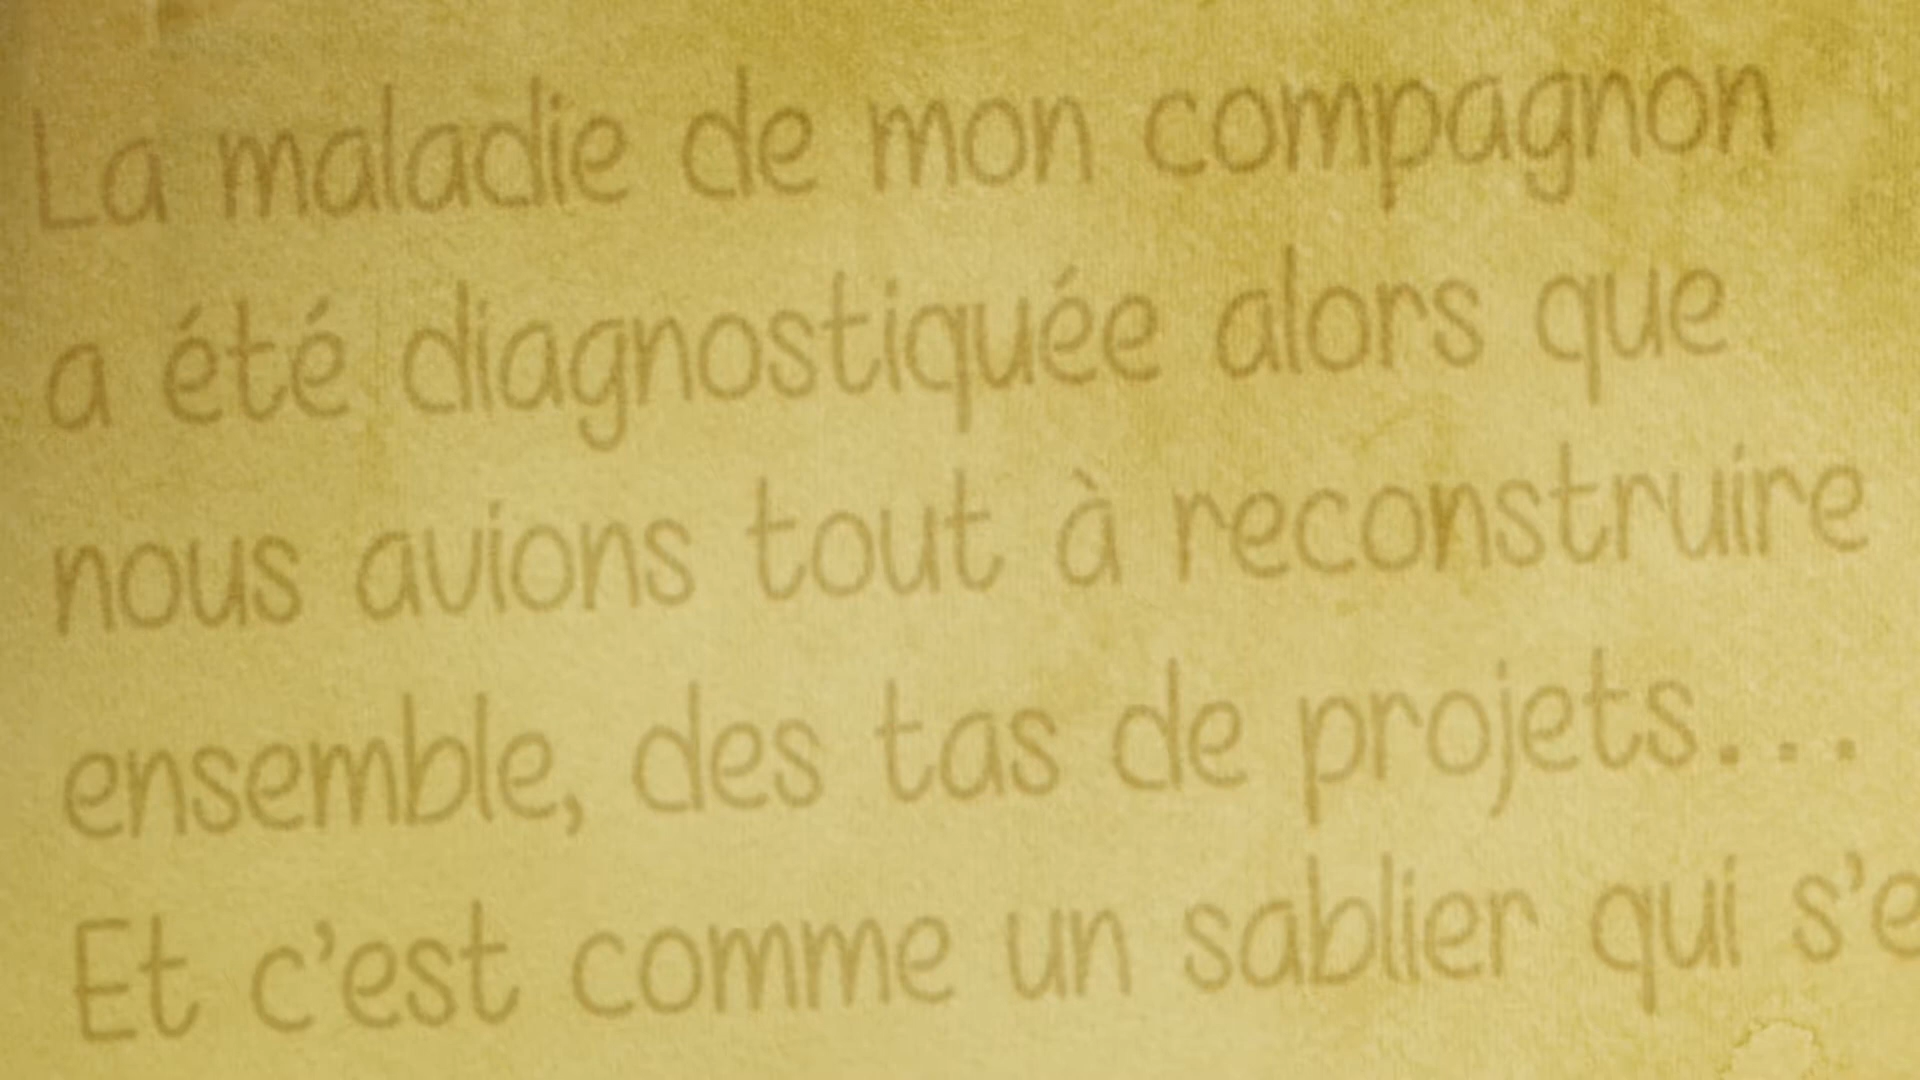 La maladie de mon compagnon
a été diagnostiquée alors que
nous avions tout à reconstruire
ensemble, des tas de projets...
Et c'est comme un sablier qui